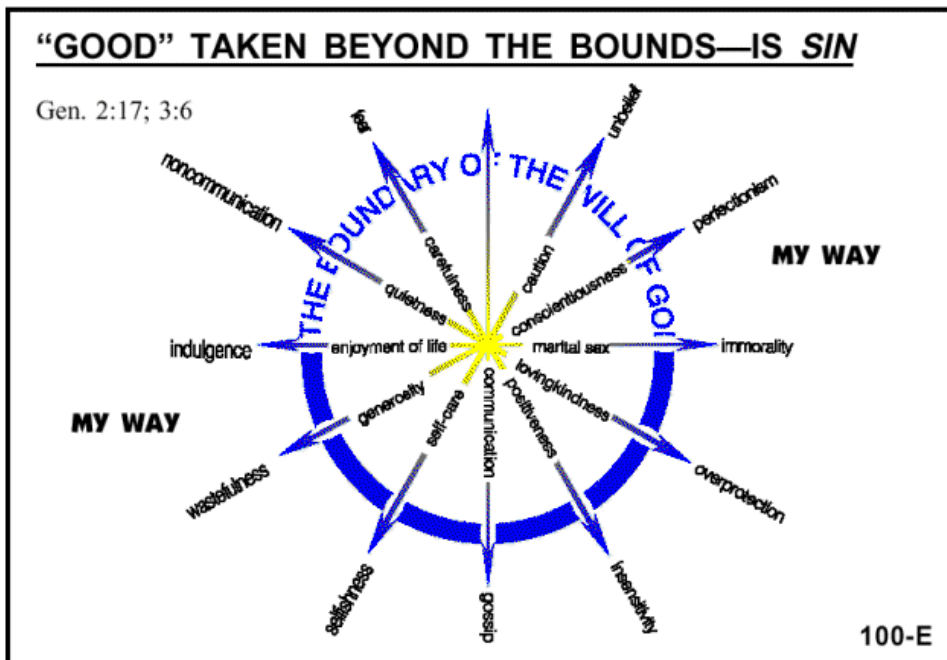 “GOOD” TAKEN BEYOND THE BOUNDS—IS SIN
Gen. 2:17; 3:6
THE BOUNDARY OF THE WILL OF GOD
fear
carefulness
unbelief
caution
perfectionism
conscientiousness
MY WAY
immorality
marital sex
overprotection
lovingkindness
insensitivity
positiveness
gossip
communication
selfishness
self-care
wastefulness
generosity
MY WAY
indulgence
enjoyment of life
noncommunication
quietness
100-E